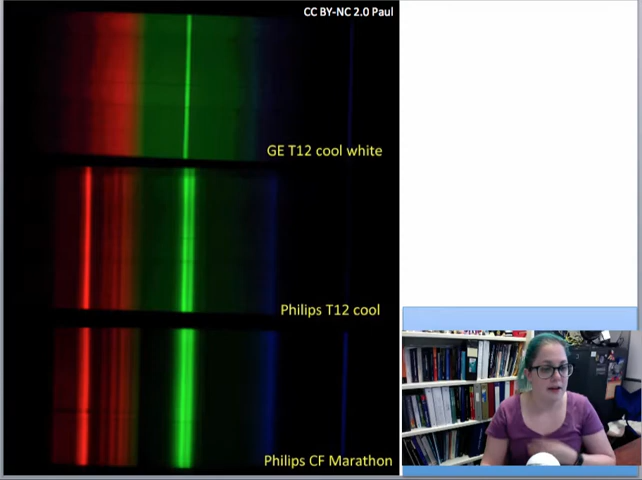 CC BY-NC 2.0 Paul
GE T12 cool white
Philips T12 cool
Philips CF Marathon